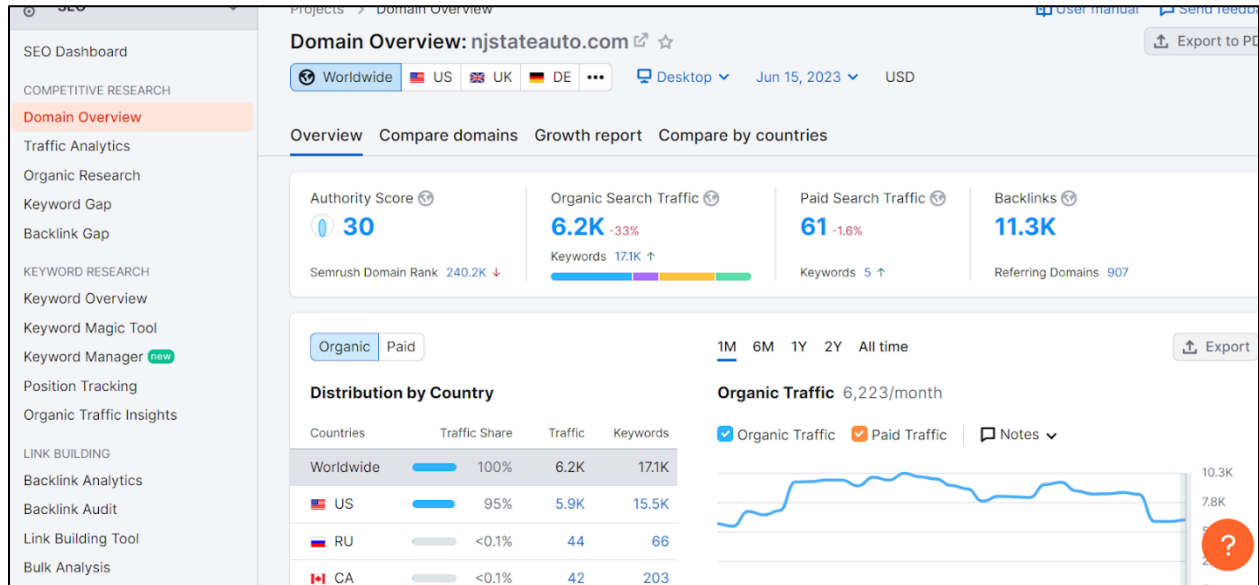 SEO
Projects > Domain Overview
User manual
Send feedba
SEO Dashboard
COMPETITIVE RESEARCH
Domain Overview
Traffic Analytics
Organic Research
Keyword Gap
Backlink Gap
KEYWORD RESEARCH
Keyword Overview
Keyword Magic Tool
Keyword Manager new
Position Tracking
Organic Traffic Insights
LINK BUILDING
Backlink Analytics
Backlink Audit
Link Building Tool
Bulk Analysis
Domain Overview: njstateauto.com
Export to PD
Worldwide US UK DE •••
Desktop Jun 15, 2023 USD
Overview Compare domains Growth report Compare by countries
Authority Score
30
Semrush Domain Rank 240.2K ↓
Organic Search Traffic
6.2K -33%
Keywords 17.1K ↑
Paid Search Traffic
61 -1.6%
Keywords 5 ↑
Backlinks
11.3K
Referring Domains 907
Organic Paid
Distribution by Country
Countries Traffic Share Traffic Keywords
Worldwide 100% 6.2K 17.1K
US 95% 5.9K 15.5K
RU <0.1% 44 66
CA <0.1% 42 203
1M 6M 1Y 2Y All time
Export
Organic Traffic 6,223/month
Organic Traffic Paid Traffic Notes
10.3K
7.8K
?